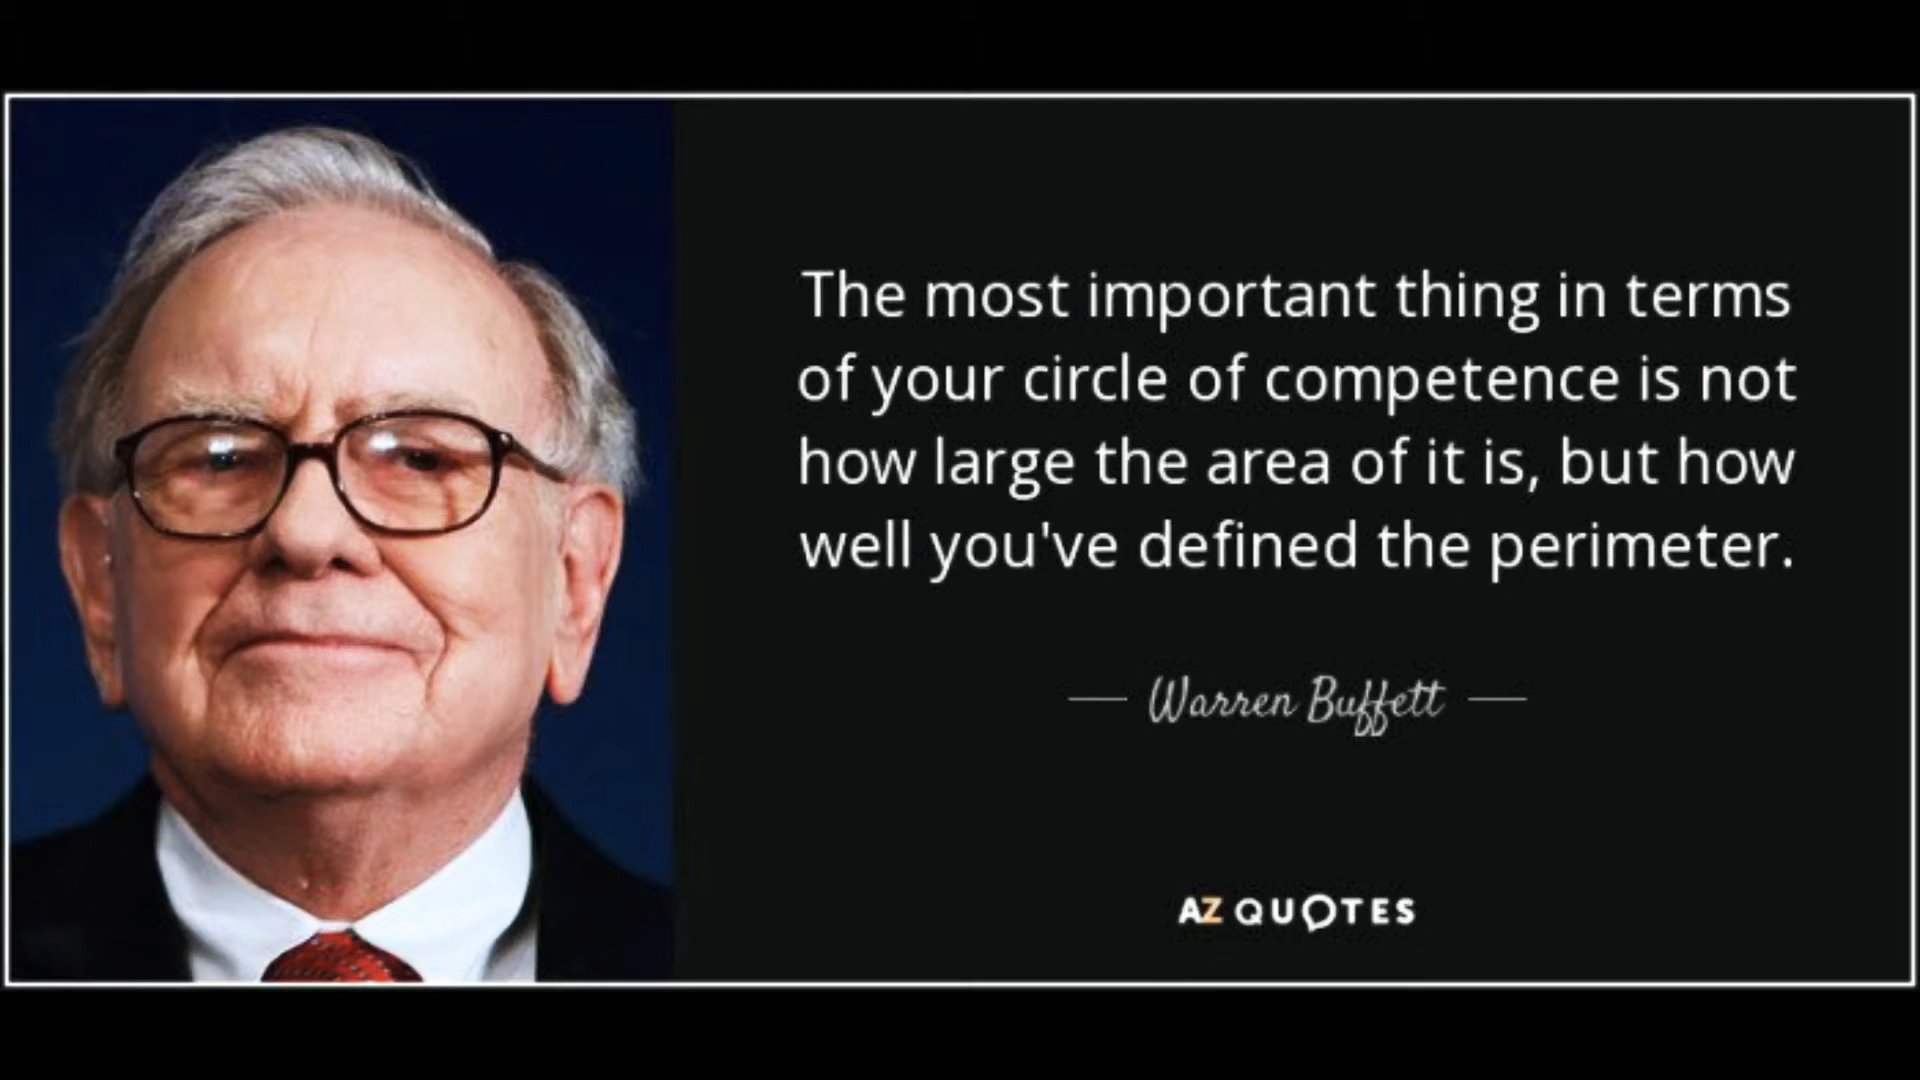 The most important thing in terms
of your circle of competence is not
how large the area of it is, but how
well you've defined the perimeter.
Warren Buffett
AZ QUOTES